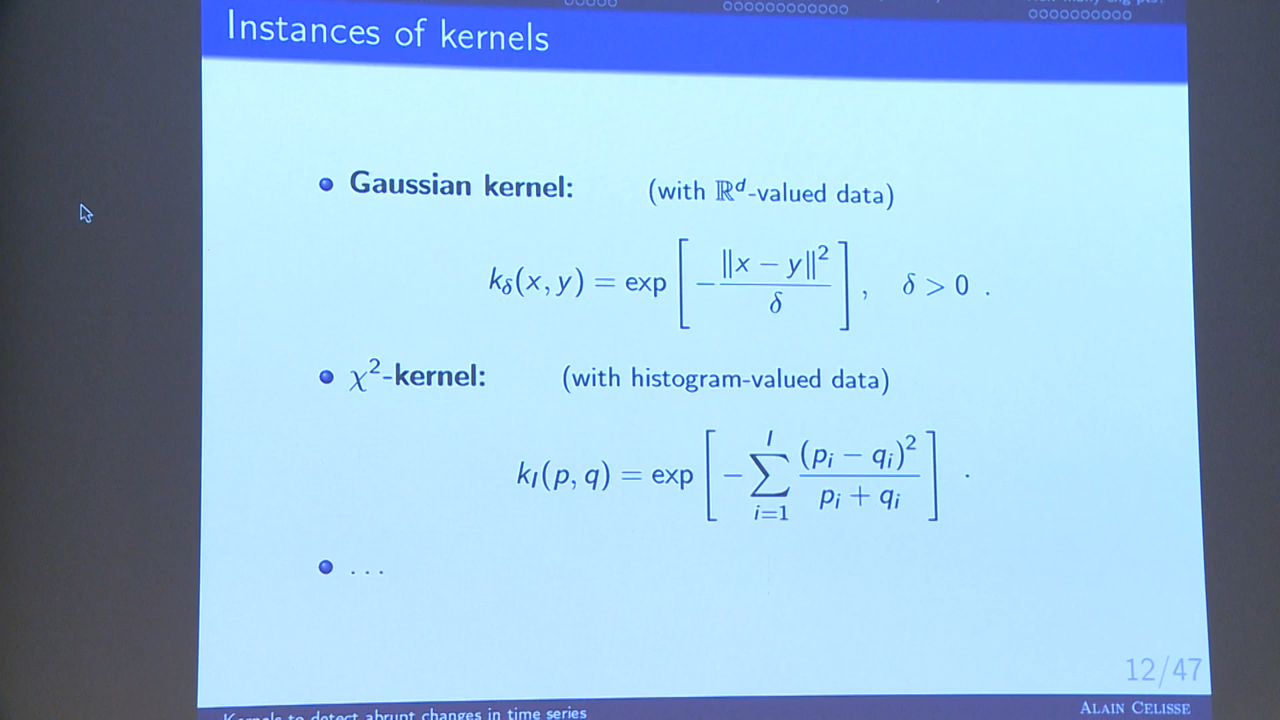 Instances of kernels
Gaussian kernel: (with ℝᵈ-valued data)
k_δ(x, y) = exp [ − ‖x − y‖² / δ ] , δ > 0 .
χ²-kernel: (with histogram-valued data)
k_I(p, q) = exp [ − ∑_{i=1}^{I} (p_i − q_i)² / (p_i + q_i) ] .
. . .
12/47
Kernels to detect abrupt changes in time series
ALAIN CELISSE